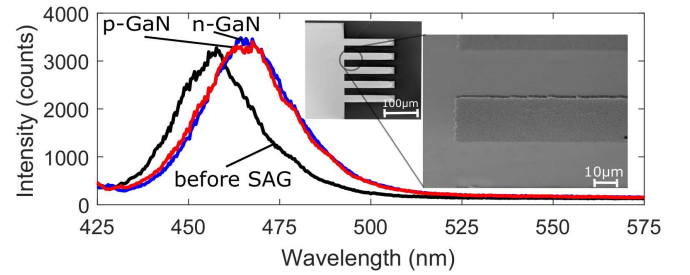 4000
3000
2000
1000
0
Intensity (counts)
p-GaN
n-GaN
before SAG
100μm
10μm
425
450
475
500
525
550
575
Wavelength (nm)